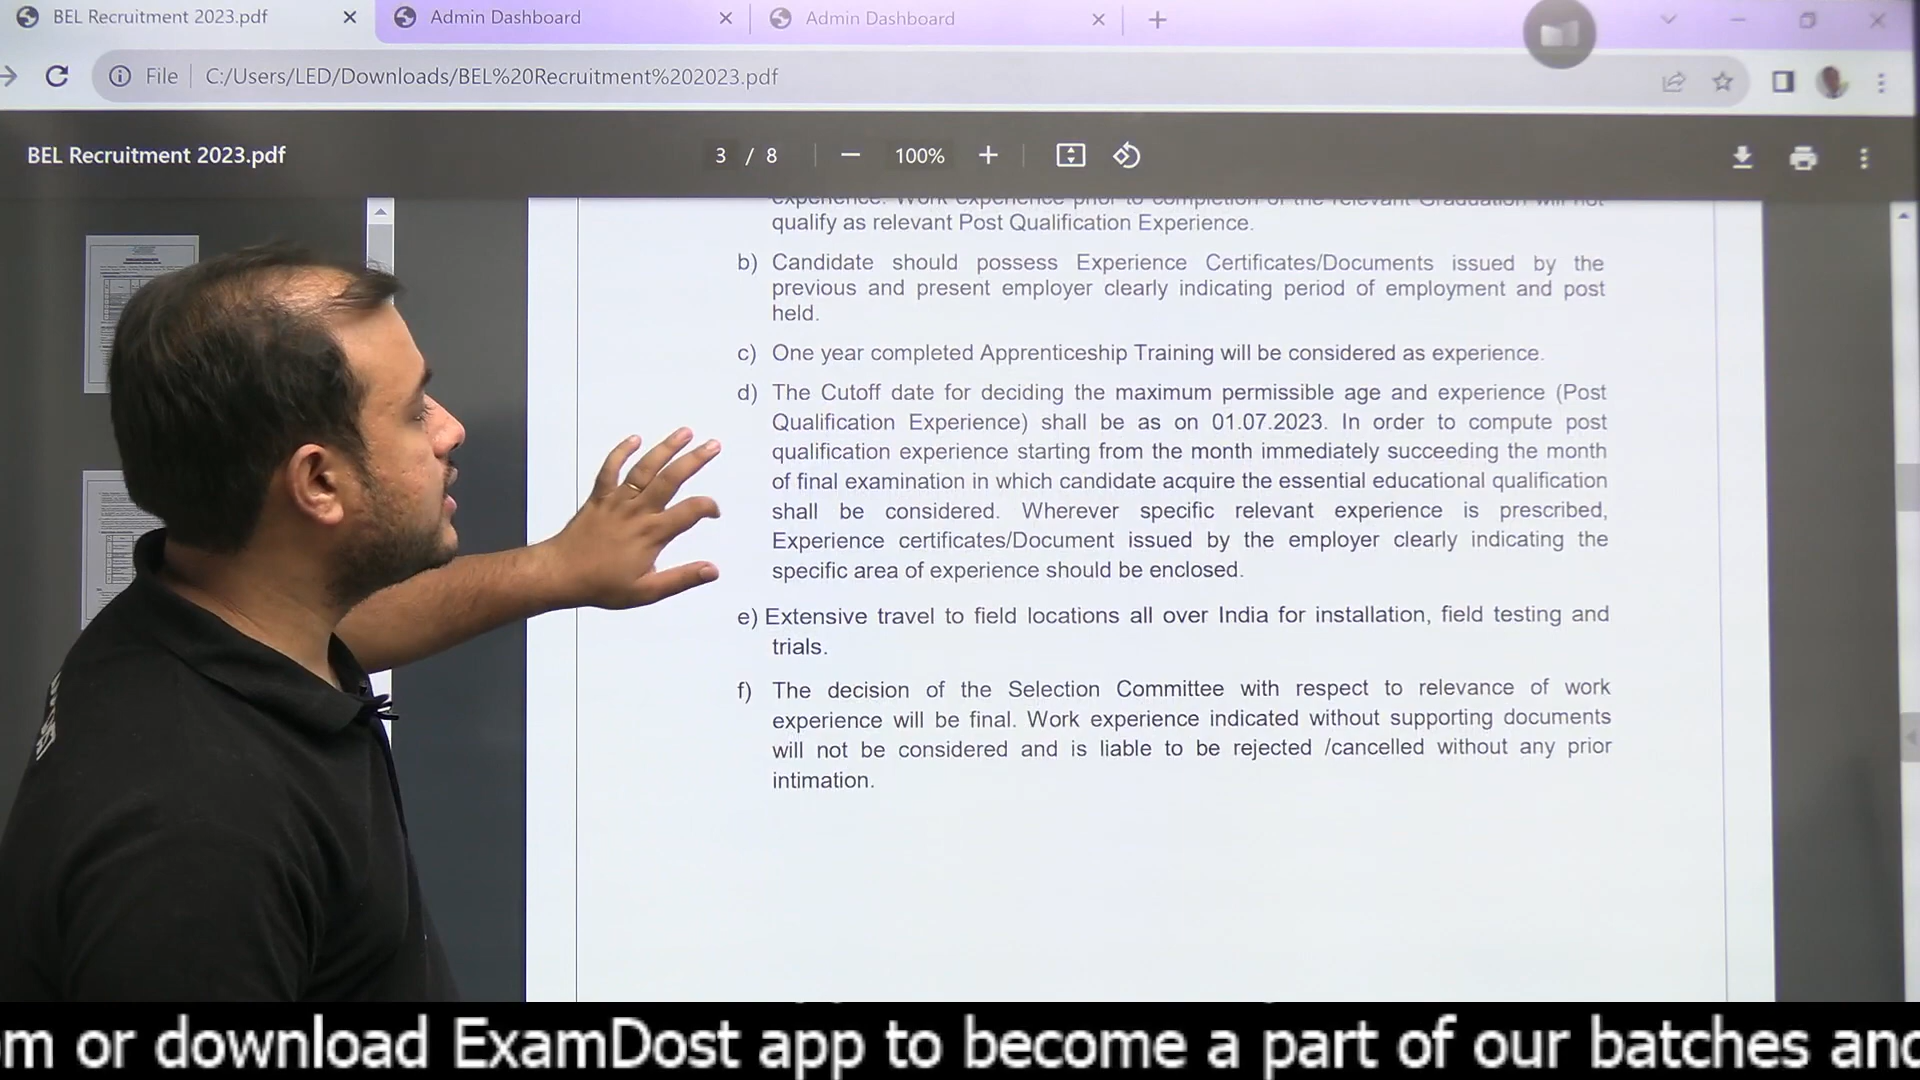 BEL Recruitment 2023.pdf
Admin Dashboard
Admin Dashboard
File
C:/Users/LED/Downloads/BEL%20Recruitment%202023.pdf
BEL Recruitment 2023.pdf
3 / 8
100%
experience. Work experience prior to completion of the relevant Graduation will not
qualify as relevant Post Qualification Experience.
b) Candidate should possess Experience Certificates/Documents issued by the
previous and present employer clearly indicating period of employment and post
held.
c) One year completed Apprenticeship Training will be considered as experience.
d) The Cutoff date for deciding the maximum permissible age and experience (Post
Qualification Experience) shall be as on 01.07.2023. In order to compute post
qualification experience starting from the month immediately succeeding the month
of final examination in which candidate acquire the essential educational qualification
shall be considered. Wherever specific relevant experience is prescribed,
Experience certificates/Document issued by the employer clearly indicating the
specific area of experience should be enclosed.
e) Extensive travel to field locations all over India for installation, field testing and
trials.
f) The decision of the Selection Committee with respect to relevance of work
experience will be final. Work experience indicated without supporting documents
will not be considered and is liable to be rejected /cancelled without any prior
intimation.
om or download ExamDost app to become a part of our batches and